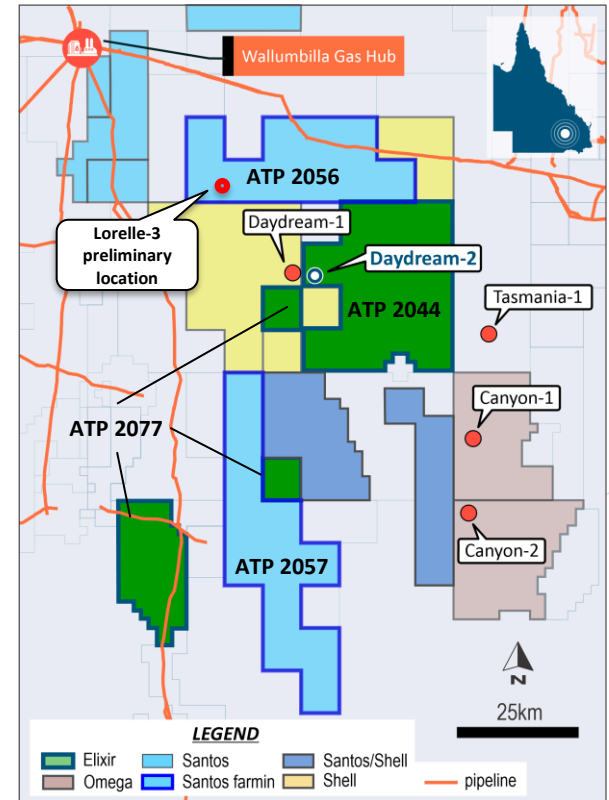 Wallumbilla Gas Hub
ATP 2056
Lorelle-3
preliminary
location
Daydream-1
Daydream-2
ATP 2044
Tasmania-1
Canyon-1
ATP 2077
Canyon-2
ATP 2057
N
25km
LEGEND
Elixir
Santos
Santos/Shell
Omega
Santos farmin
Shell
pipeline